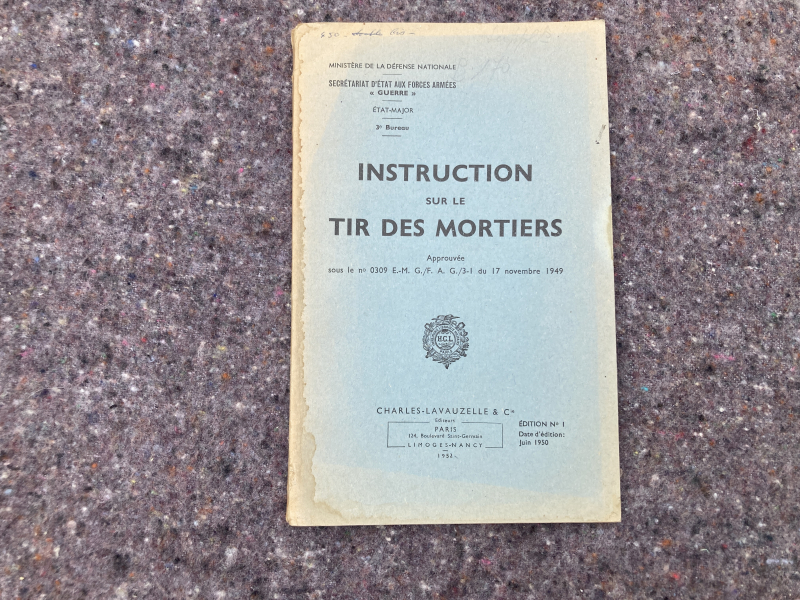 MINISTÈRE DE LA DÉFENSE NATIONALE
SECRÉTARIAT D'ÉTAT AUX FORCES ARMÉES
« GUERRE »
ÉTAT-MAJOR
3e Bureau
INSTRUCTION
SUR LE
TIR DES MORTIERS
Approuvée
sous le no 0309 E.-M. G./F. A. G./3-1 du 17 novembre 1949
H.C.L
CHARLES-LAVAUZELLE & Cie
Éditeurs
PARIS
124, Boulevard Saint-Germain
LIMOGES-NANCY
ÉDITION No 1
Date d'édition:
Juin 1950